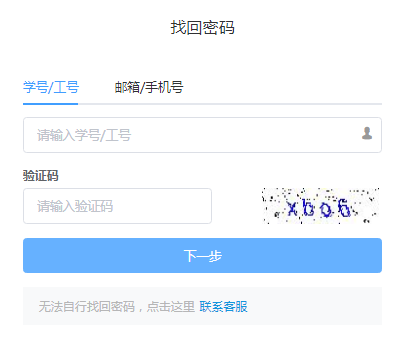 找回密码
学号/工号 邮箱/手机号
请输入学号/工号
验证码
请输入验证码 xbo6
下一步
无法自行找回密码，点击这里 联系客服